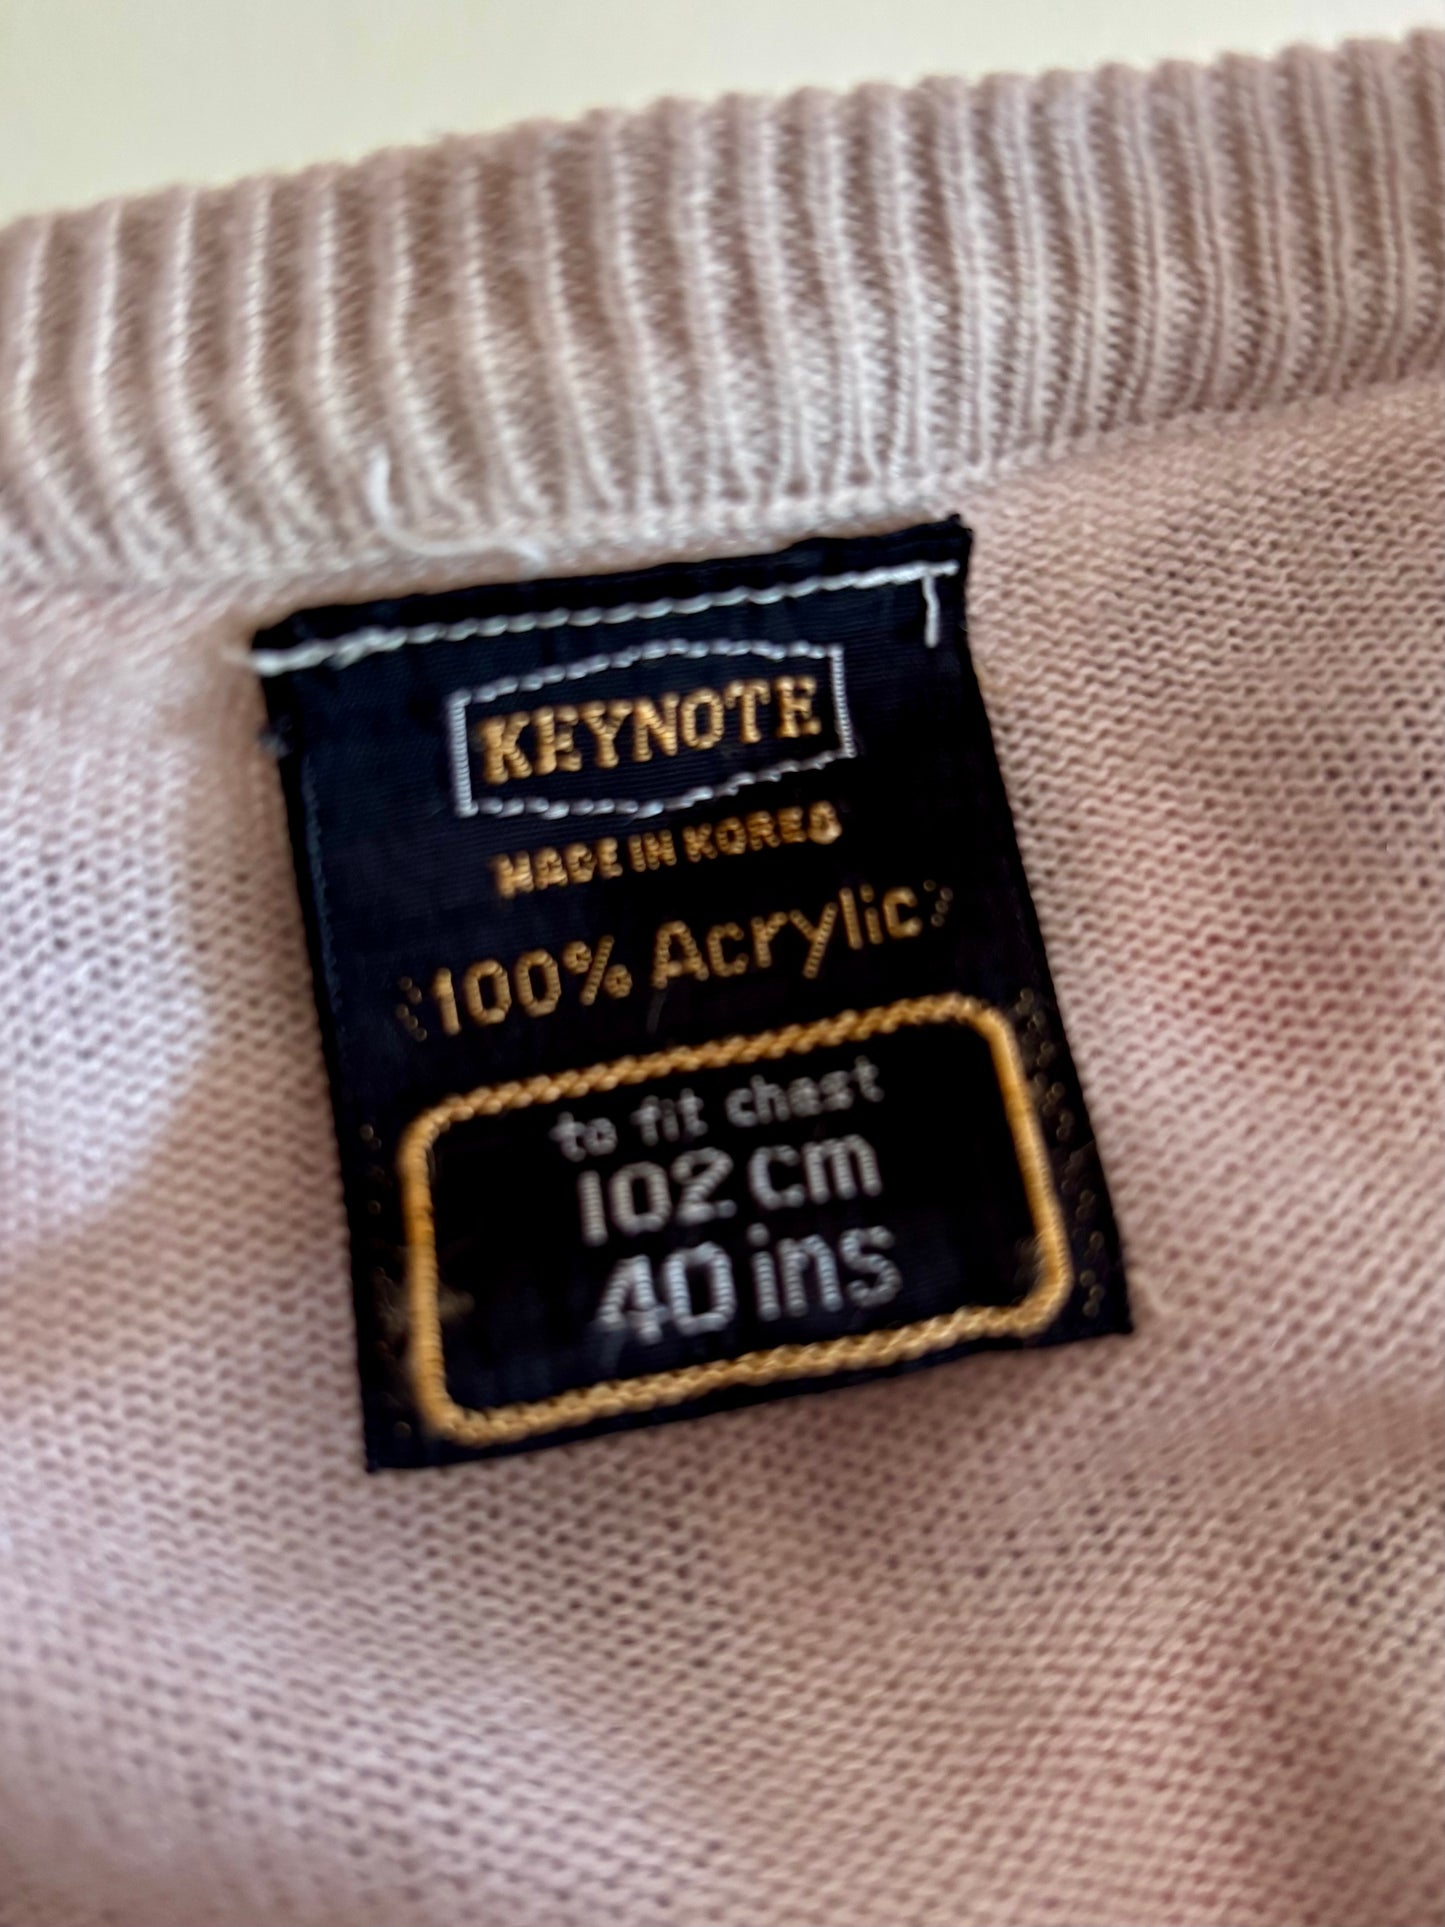 KEYNOTE
MADE IN KOREA
100% Acrylic
to fit chest
102 cm
40 ins